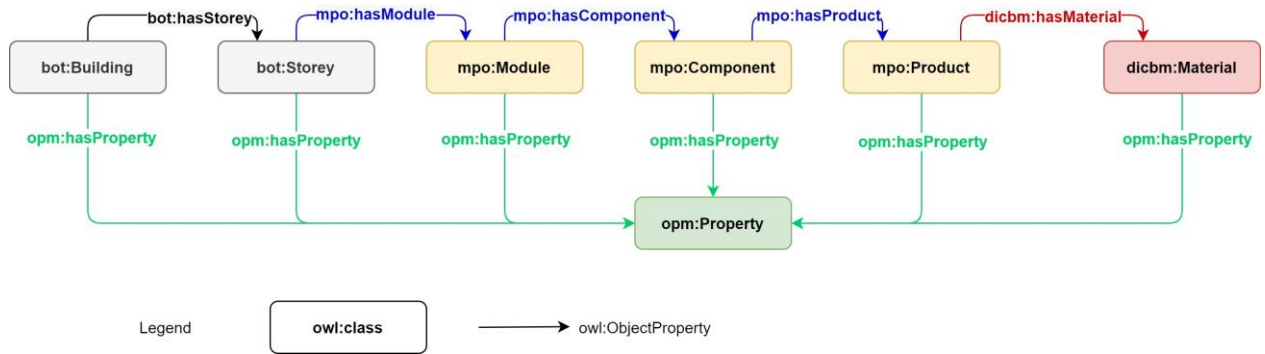 bot:hasStorey
mpo:hasModule
mpo:hasComponent
mpo:hasProduct
dicbm:hasMaterial
bot:Building
bot:Storey
mpo:Module
mpo:Component
mpo:Product
dicbm:Material
opm:hasProperty
opm:hasProperty
opm:hasProperty
opm:hasProperty
opm:hasProperty
opm:hasProperty
opm:Property
Legend
owl:class
owl:ObjectProperty